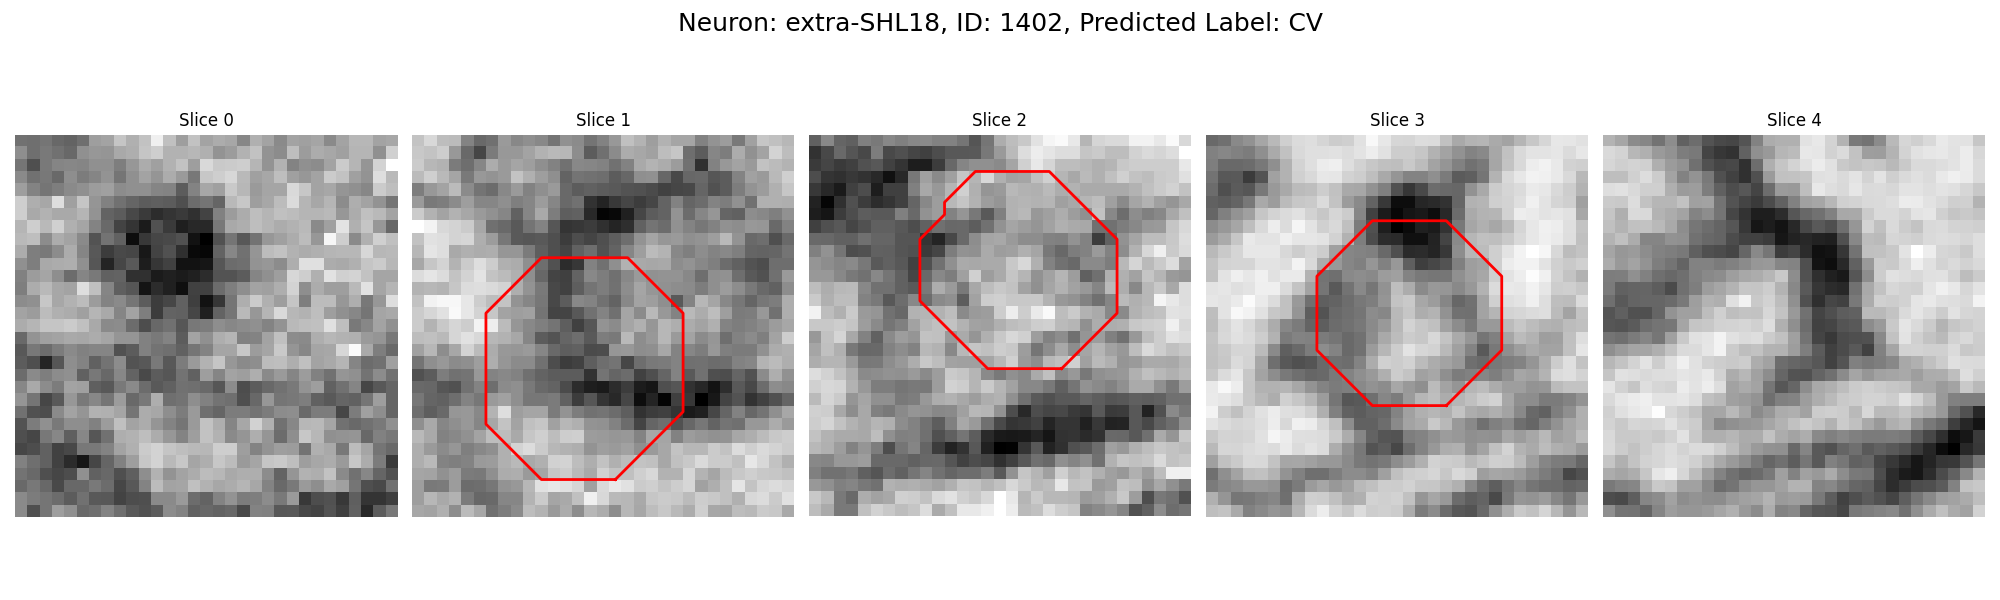 Neuron: extra-SHL18, ID: 1402, Predicted Label: CV
Slice 0
Slice 1
Slice 2
Slice 3
Slice 4